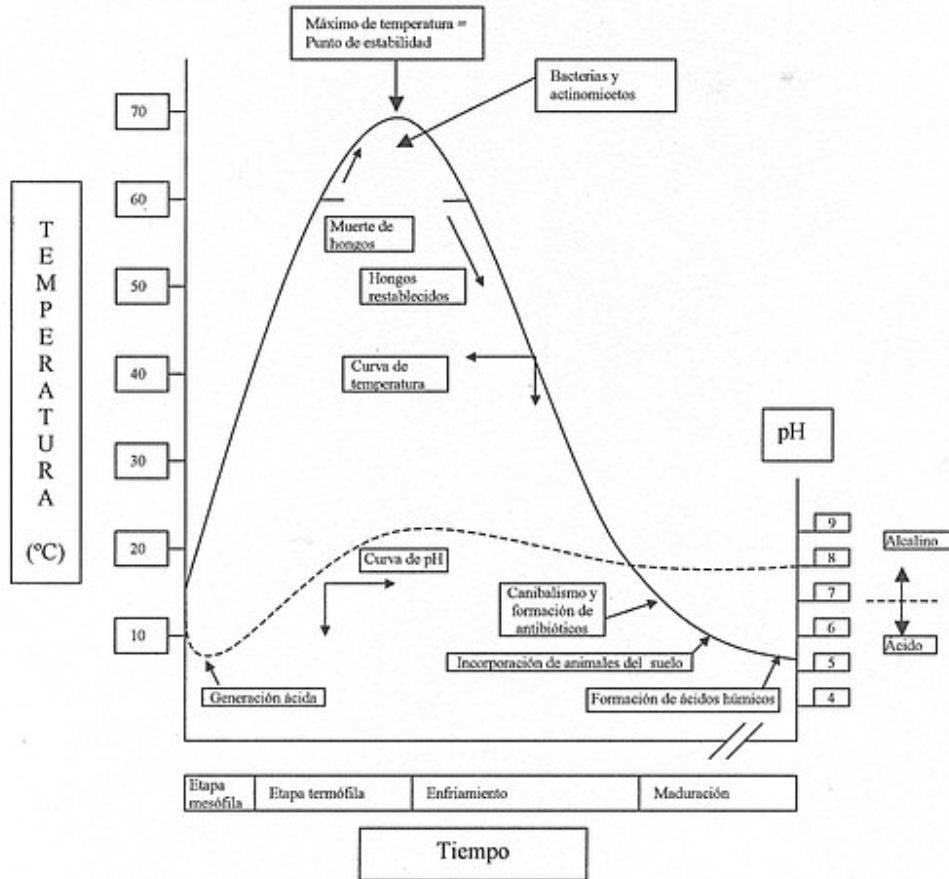 Máximo de temperatura =
Punto de estabilidad
Bacterias y
actinomicetos
70
60
50
40
30
20
10
TEMPERATURA
(ºC)
Muerte de
hongos
Hongos
restablecidos
Curva de
temperatura
pH
9
8
7
6
5
4
Alcalino
Ácido
Curva de pH
Canibalismo y
formación de
antibióticos
Incorporación de animales del suelo
Generación ácida
Formación de ácidos húmicos
Etapa
mesófila
Etapa termófila
Enfriamiento
Maduración
Tiempo